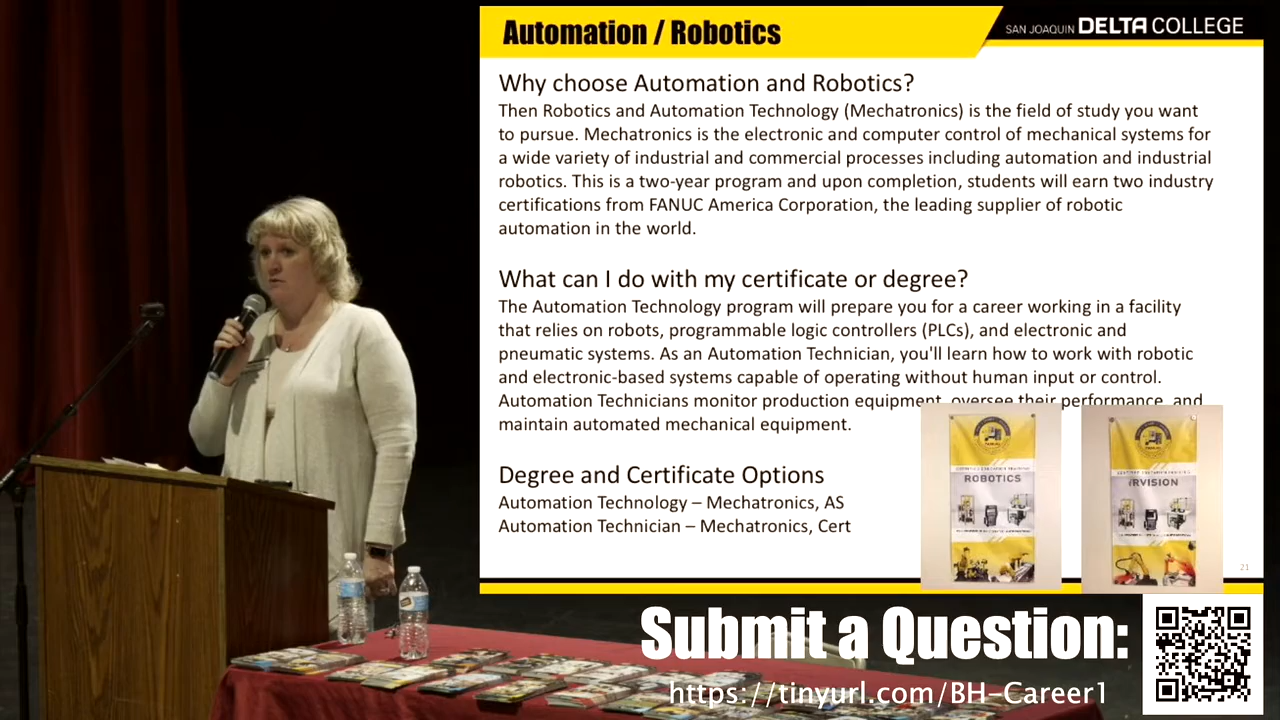 Automation / Robotics
SAN JOAQUIN DELTA COLLEGE
Why choose Automation and Robotics?
Then Robotics and Automation Technology (Mechatronics) is the field of study you want
to pursue. Mechatronics is the electronic and computer control of mechanical systems for
a wide variety of industrial and commercial processes including automation and industrial
robotics. This is a two-year program and upon completion, students will earn two industry
certifications from FANUC America Corporation, the leading supplier of robotic
automation in the world.
What can I do with my certificate or degree?
The Automation Technology program will prepare you for a career working in a facility
that relies on robots, programmable logic controllers (PLCs), and electronic and
pneumatic systems. As an Automation Technician, you'll learn how to work with robotic
and electronic-based systems capable of operating without human input or control.
Automation Technicians monitor production equipment, oversee their performance, and
maintain automated mechanical equipment.
Degree and Certificate Options
Automation Technology – Mechatronics, AS
Automation Technician – Mechatronics, Cert
ROBOTICS
iRVISION
21
Submit a Question:
https://tinyurl.com/BH-Career1